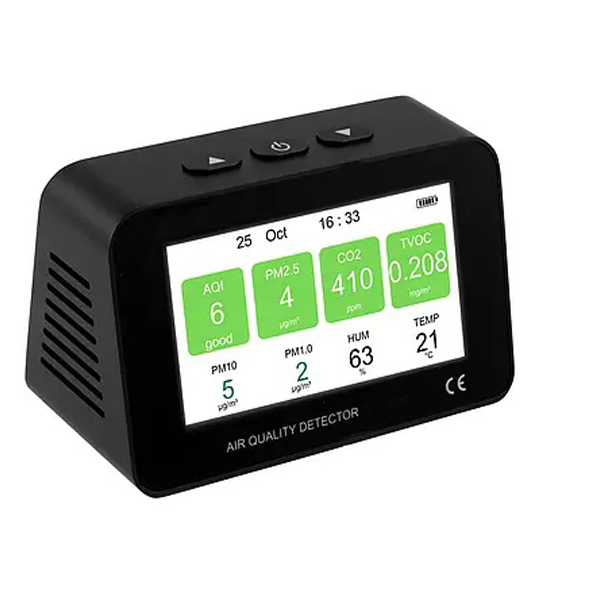 25 Oct 16 : 33
AQI PM2.5 CO2 TVOC
6 4 410 0.208
good µg/m³ ppm mg/m³
PM10 PM1.0 HUM TEMP
5 2 63 21
µg/m³ µg/m³ % °C
AIR QUALITY DETECTOR CE